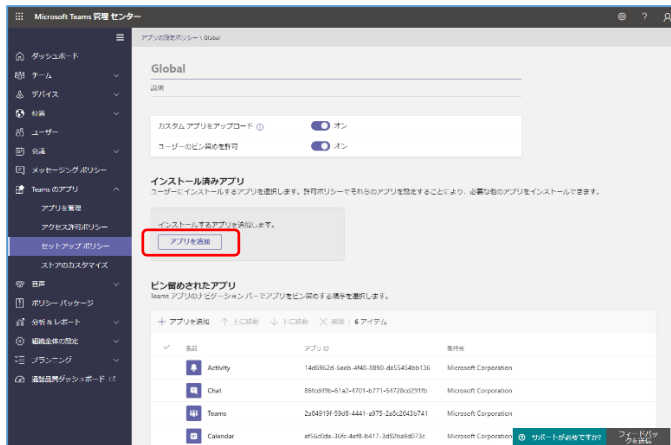 Microsoft Teams 管理センター
?
アプリの設定ポリシー \ Global
ダッシュボード
チーム
デバイス
位置
ユーザー
会議
メッセージング ポリシー
Teams のアプリ
アプリを管理
アクセス許可ポリシー
セットアップ ポリシー
ストアのカスタマイズ
音声
ポリシー パッケージ
分析 & レポート
組織全体の設定
プランニング
通話品質ダッシュボード
Global
説明
カスタム アプリをアップロード
オン
ユーザーのピン留めを許可
オン
インストール済みアプリ
ユーザーにインストールするアプリを選択します。許可ポリシーでそれらのアプリを設定することにより、必要な他のアプリをインストールできます。
インストールするアプリを追加します。
アプリを追加
ピン留めされたアプリ
Teams アプリのナビゲーション バーでアプリをピン留めする順序を選択します。
+ アプリを追加 ↑ 上に移動 ↓ 下に移動 × 削除 | 6 アイテム
名前 アプリ ID 発行元
Activity 14d6962d-6eeb-4f48-8890-de55454bb136 Microsoft Corporation
Chat 86fcd49b-61a2-4701-b771-54728cd291fb Microsoft Corporation
Teams 2a84919f-59d8-4441-a975-2a8c2643b741 Microsoft Corporation
Calendar ef56c0de-36fc-4ef8-b417-3d82ba9d073c Microsoft Corporation
サポートが必要ですか?
フィードバックを送信